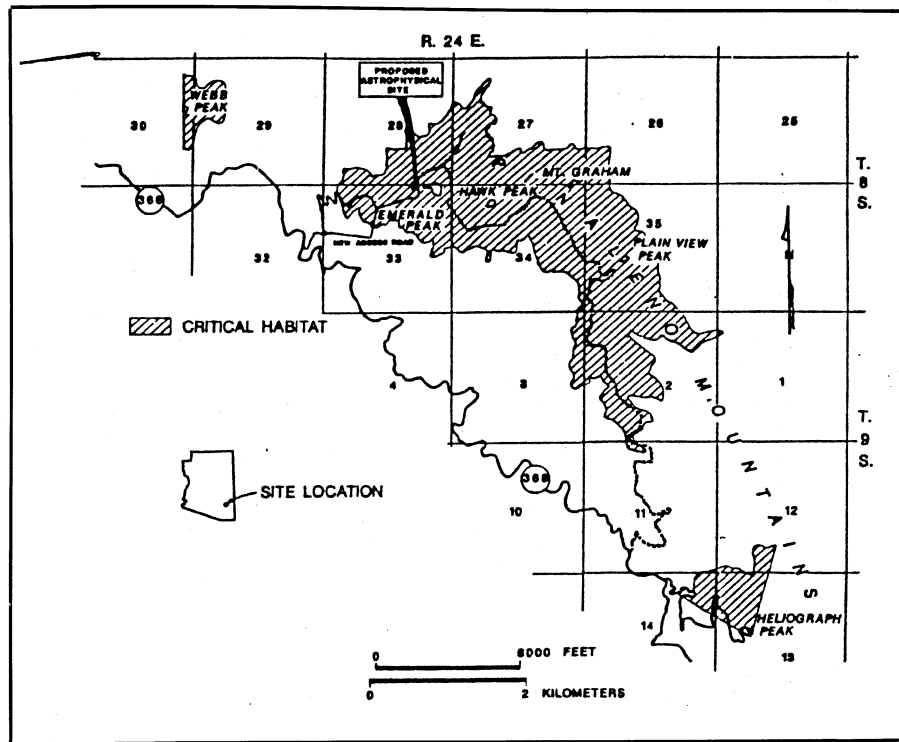 R. 24 E.
PROPOSED
ASTROPHYSICAL
SITE
WEBB
PEAK
30
29
28
27
26
25
T.
8
S.
MT. GRAHAM
HAWK PEAK
366
EMERALD
PEAK
35
PLAIN VIEW
PEAK
NEW ACCESS ROAD
32
33
34
N
PINALENO MOUNTAINS
CRITICAL HABITAT
4
3
2
1
T.
9
S.
SITE LOCATION
366
10
11
12
14
HELIOGRAPH
PEAK
13
0 6000 FEET
0 2 KILOMETERS